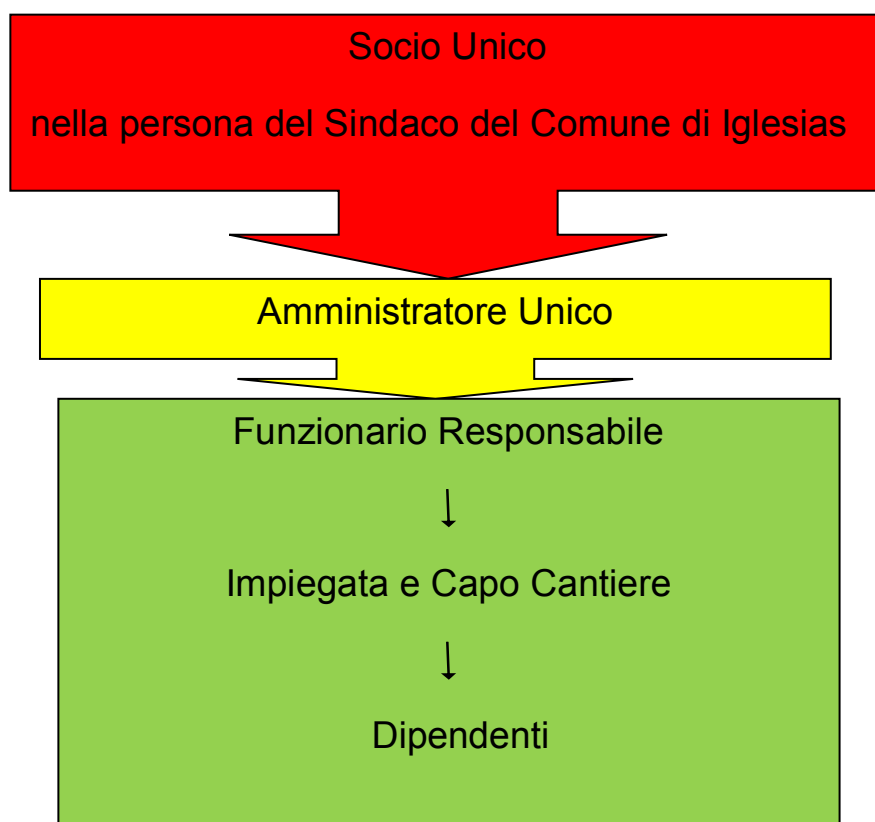 Socio Unico
nella persona del Sindaco del Comune di Iglesias
Amministratore Unico
Funzionario Responsabile
↓
Impiegata e Capo Cantiere
↓
Dipendenti